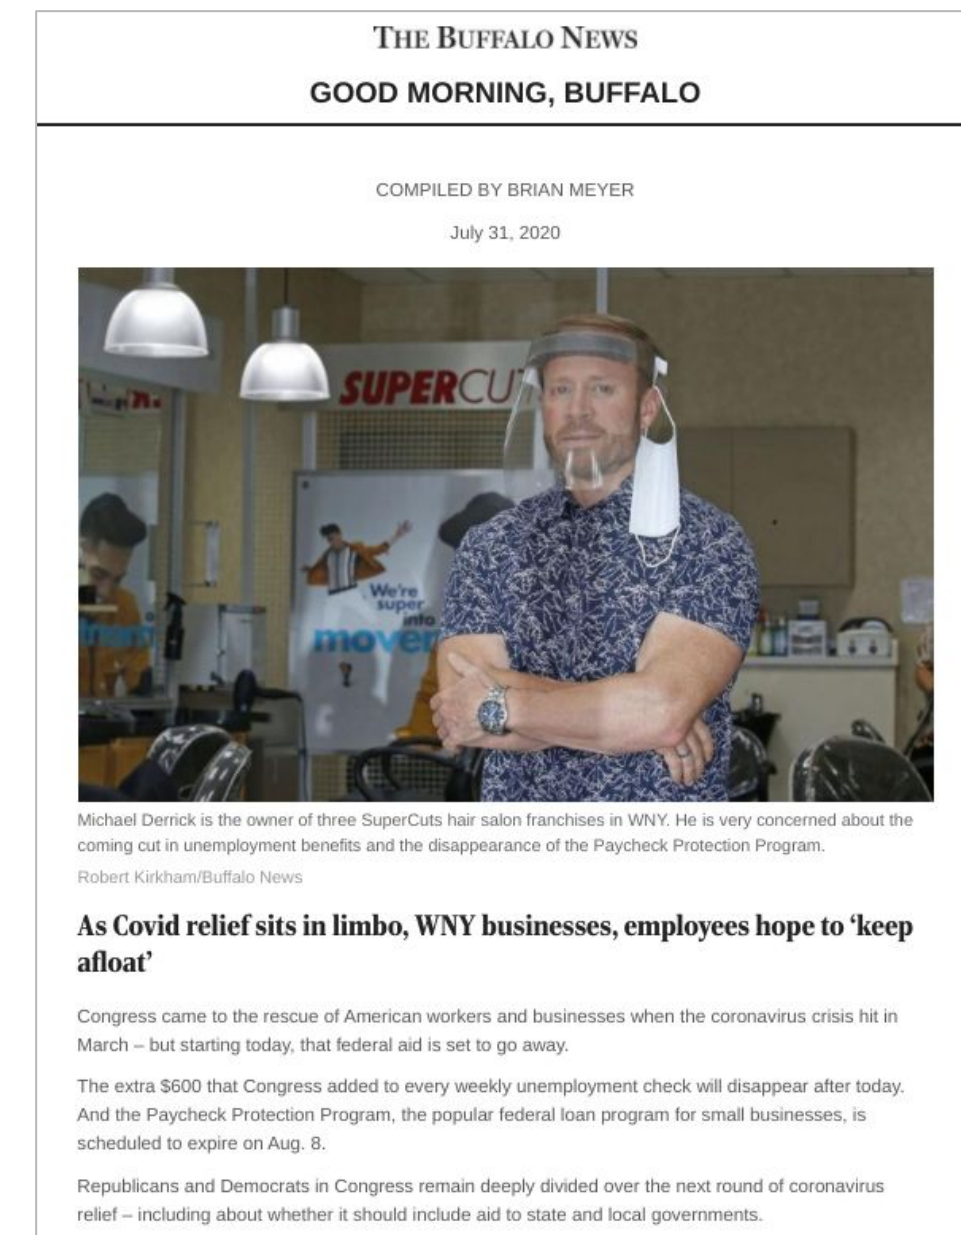 THE BUFFALO NEWS
GOOD MORNING, BUFFALO
COMPILED BY BRIAN MEYER
July 31, 2020
SUPERCU
We're
super
into
mover
Michael Derrick is the owner of three SuperCuts hair salon franchises in WNY. He is very concerned about the
coming cut in unemployment benefits and the disappearance of the Paycheck Protection Program.
Robert Kirkham/Buffalo News
As Covid relief sits in limbo, WNY businesses, employees hope to ‘keep
afloat’
Congress came to the rescue of American workers and businesses when the coronavirus crisis hit in
March – but starting today, that federal aid is set to go away.
The extra $600 that Congress added to every weekly unemployment check will disappear after today.
And the Paycheck Protection Program, the popular federal loan program for small businesses, is
scheduled to expire on Aug. 8.
Republicans and Democrats in Congress remain deeply divided over the next round of coronavirus
relief – including about whether it should include aid to state and local governments.